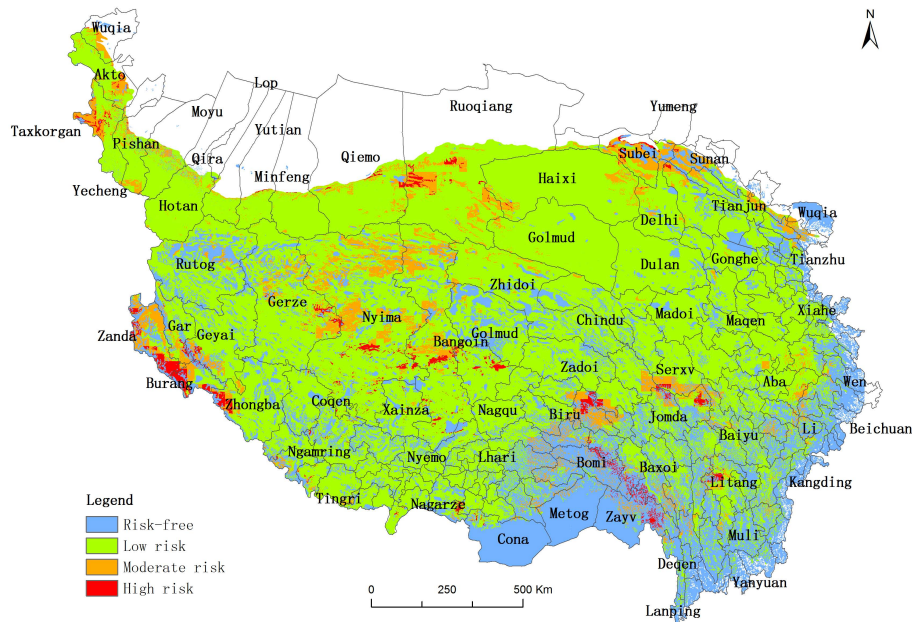 N
Wuqia
Lop
Akto
Ruoqiang
Moyu
Yumeng
Taxkorgan
Yutian
Pishan
Qira
Qiemo
Subei
Sunan
Minfeng
Haixi
Yecheng
Hotan
Tianjun
Wuqia
Delhi
Golmud
Gonghe
Tianzhu
Rutog
Dulan
Zhidoi
Gerze
Nyima
Chindu
Madoi
Xiahe
Zanda
Gar
Geyai
Golmud
Maqen
Bangoin
Zadoi
Serxv
Aba
Wen
Burang
Zhongba
Coqen
Xainza
Nagqu
Biru
Jomda
Baiyu
Li
Beichuan
Ngamring
Nyemo
Lhari
Bomi
Baxoi
Litang
Kangding
Tingri
Nagarze
Metog
Zayv
Cona
Muli
Deqen
Yanyuan
Lanping
Legend
Risk-free
Low risk
Moderate risk
High risk
0 250 500 Km